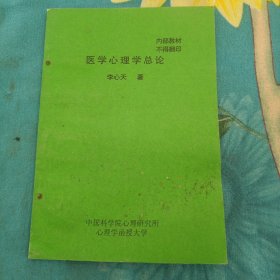 内部教材
不得翻印
医学心理学总论
李心天 著
中国科学院心理研究所
心理学函授大学